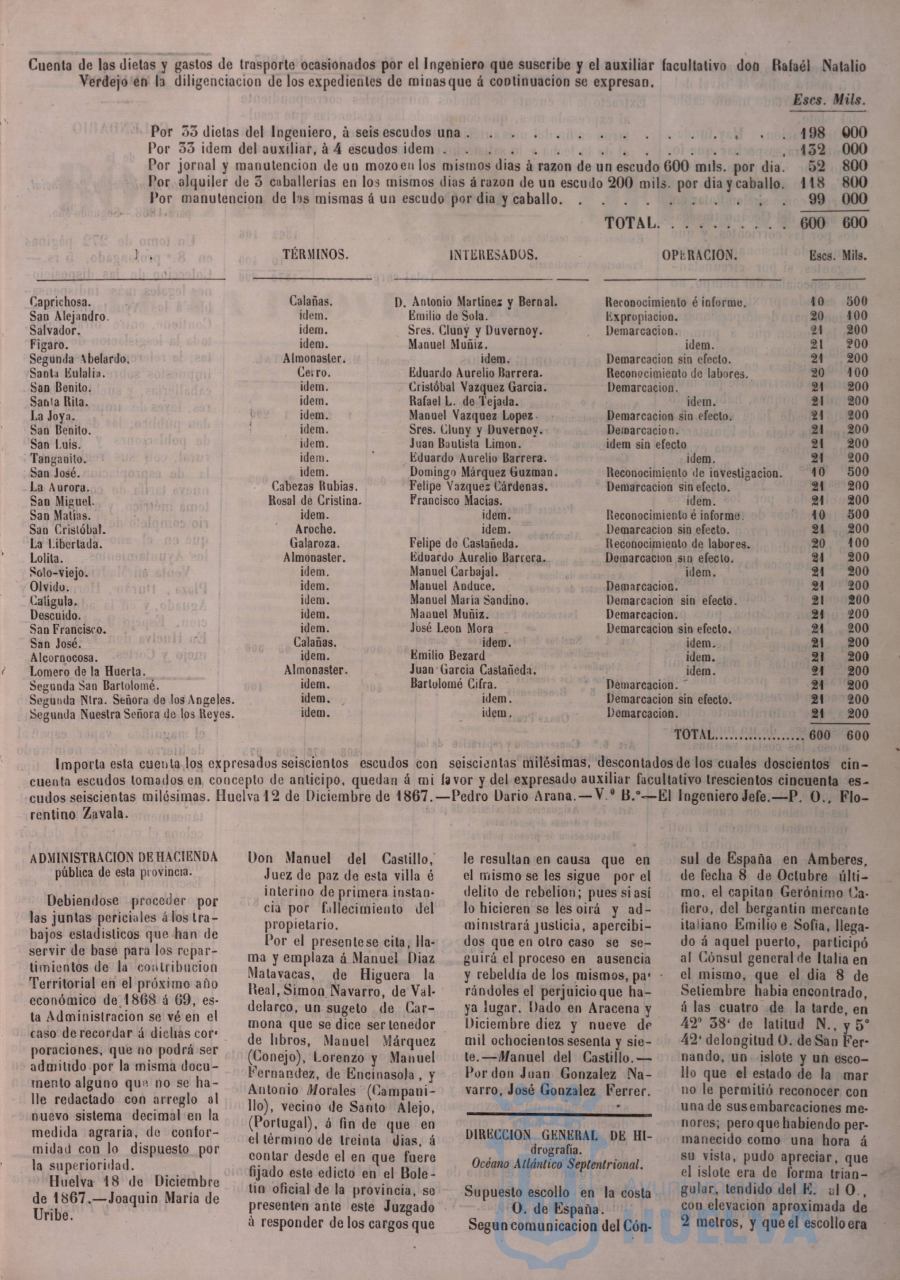 Cuenta de las dietas y gastos de trasporte ocasionados por el Ingeniero que suscribe y el auxiliar facultativo don Rafaél Natalio
Verdejo en la diligenciacion de los expedientes de minas que á continuacion se expresan.
Escs. Mils.
Por 33 dietas del Ingeniero, á seis escudos una . . . . . . . . . . . . . 198 000
Por 33 idem del auxiliar, á 4 escudos idem . . . . . . . . . . . . . . 132 000
Por jornal y manutencion de un mozo en los mismos dias á razon de un escudo 600 mils. por dia. 52 800
Por alquiler de 3 caballerías en los mismos dias á razon de un escudo 200 mils. por dia y caballo. 118 800
Por manutencion de las mismas á un escudo por dia y caballo. . . . . . . . . . 99 000
TOTAL. . . . . . . . . 600 600
TÉRMINOS. INTERESADOS. OPERACION. Escs. Mils.
Caprichosa. Calañas. D. Antonio Martinez y Bernal. Reconocimiento é informe. 10 500
San Alejandro. idem. Emilio de Sola. Expropiacion. 20 100
Salvador. idem. Sres. Cluny y Duvernoy. Demarcacion. 21 200
Figaro. idem. Manuel Muñiz. idem. 21 200
Segunda Abelardo. Almonaster. idem. Demarcacion sin efecto. 21 200
Santa Eulalia. Cerro. Eduardo Aurelio Barrera. Reconocimiento de labores. 20 100
San Benito. idem. Cristóbal Vazquez Garcia. Demarcacion. 21 200
Santa Rita. idem. Rafael L. de Tejada. idem. 21 200
La Joya. idem. Manuel Vazquez Lopez. Demarcacion sin efecto. 21 200
San Benito. idem. Sres. Cluny y Duvernoy. Demarcacion. 21 200
San Luis. idem. Juan Bautista Limon. idem sin efecto 21 200
Tanganito. idem. Eduardo Aurelio Barrera. idem. 21 200
San José. idem. Domingo Márquez Guzman. Reconocimiento de investigacion. 10 500
La Aurora. Cabezas Rubias. Felipe Vazquez Cárdenas. Demarcacion sin efecto. 21 200
San Miguel. Rosal de Cristina. Francisco Macias. idem. 21 200
San Matías. idem. idem. Reconocimiento é informe. 10 500
San Cristóbal. Aroche. idem. Demarcacion sin efecto. 21 200
La Libertada. Galaroza. Felipe de Castañeda. Reconocimiento de labores. 20 100
Lolita. Almonaster. Eduardo Aurelio Barrera. Demarcacion sin efecto. 21 200
Soto-viejo. idem. Manuel Carbajal. idem. 21 200
Olvido. idem. Manuel Anduce. Demarcacion. 21 200
Caligula. idem. Manuel Maria Sandino. Demarcacion sin efecto. 21 200
Descuido. idem. Manuel Muñiz. Demarcacion. 21 200
San Francisco. idem. José Leon Mora Demarcacion sin efecto. 21 200
San José. Calañas. idem. idem. 21 200
Alcornocosa. idem. Emilio Bezard idem. 21 200
Lomero de la Huerta. Almonaster. Juan Garcia Castañeda. idem. 21 200
Segunda San Bartolomé. idem. Bartolomé Cifra. Demarcacion. 21 200
Segunda Ntra. Señora de los Angeles. idem. idem. Demarcacion sin efecto. 21 200
Segunda Nuestra Señora de los Reyes. idem. idem. Demarcacion. 21 200
TOTAL.................. 600 600
Importa esta cuenta los expresados seiscientos escudos con seiscientas milésimas, descontados de los cuales doscientos cin-
cuenta escudos tomados en concepto de anticipo, quedan á mi favor y del expresado auxiliar facultativo trescientos cincuenta es-
cudos seiscientas milésimas. Huelva 12 de Diciembre de 1867.—Pedro Dario Arana.—V.º B.º—El Ingeniero Jefe.—P. O., Flo-
rentino Zavala.
ADMINISTRACION DE HACIENDA
pública de esta provincia.
Debiendose proceder por
las juntas periciales á los tra-
bajos estadisticos que han de
servir de base para los repar-
timientos de la contribucion
Territorial en el próximo año
económico de 1868 á 69, es-
ta Administracion se vé en el
caso de recordar á dichas cor-
poraciones, que no podrá ser
admitido por la misma docu-
mento alguno que no se ha-
lle redactado con arreglo al
nuevo sistema decimal en la
medida agraria, de confor-
midad con lo dispuesto por
la superioridad.
Huelva 18 de Diciembre
de 1867.—Joaquin Maria de
Uribe.
Don Manuel del Castillo,
Juez de paz de esta villa é
interino de primera instan-
cia por fallecimiento del
propietario.
Por el presente se cita, lla-
ma y emplaza á Manuel Diaz
Matavacas, de Higuera la
Real, Simon Navarro, de Val-
delarco, un sugeto de Car-
mona que se dice ser tenedor
de libros, Manuel Márquez
(Conejo), Lorenzo y Manuel
Fernandez, de Encinasola, y
Antonio Morales (Campani-
llo), vecino de Santo Alejo,
(Portugal), á fin de que en
el término de treinta dias, á
contar desde el en que fuere
fijado este edicto en el Bole-
tin oficial de la provincia, se
presenten ante este Juzgado
á responder de los cargos que
le resultan en causa que en
el mismo se les sigue por el
delito de rebelion; pues si así
lo hicieren se les oirá y ad-
ministrará justicia, apercibi-
dos que en otro caso se se-
guirá el proceso en ausencia
y rebeldía de los mismos, pa-
rándoles el perjuicio que ha-
ya lugar. Dado en Aracena y
Diciembre diez y nueve de
mil ochocientos sesenta y sie-
te.—Manuel del Castillo.—
Por don Juan Gonzalez Na-
varro, José Gonzalez Ferrer.
DIRECCION GENERAL DE HI-
drografia.
Océano Atlántico Septentrional.
Supuesto escollo en la costa
O. de España.
Segun comunicacion del Cón-
sul de España en Amberes,
de fecha 8 de Octubre últi-
mo, el capitan Gerónimo Ca-
fiero, del bergantin mercante
italiano Emilio e Sofia, llega-
do á aquel puerto, participó
al Cónsul general de Italia en
el mismo, que el dia 8 de
Setiembre habia encontrado,
á las cuatro de la tarde, en
42º 38' de latitud N., y 5º
42' de longitud O. de San Fer-
nando, un islote y un esco-
llo que el estado de la mar
no le permitió reconocer con
una de sus embarcaciones me-
nores; pero que habiendo per-
manecido como una hora á
su vista, pudo apreciar, que
el islote era de forma trian-
gular, tendido del E. al O.,
con elevacion aproximada de
2 metros, y que el escollo era
HUELVA